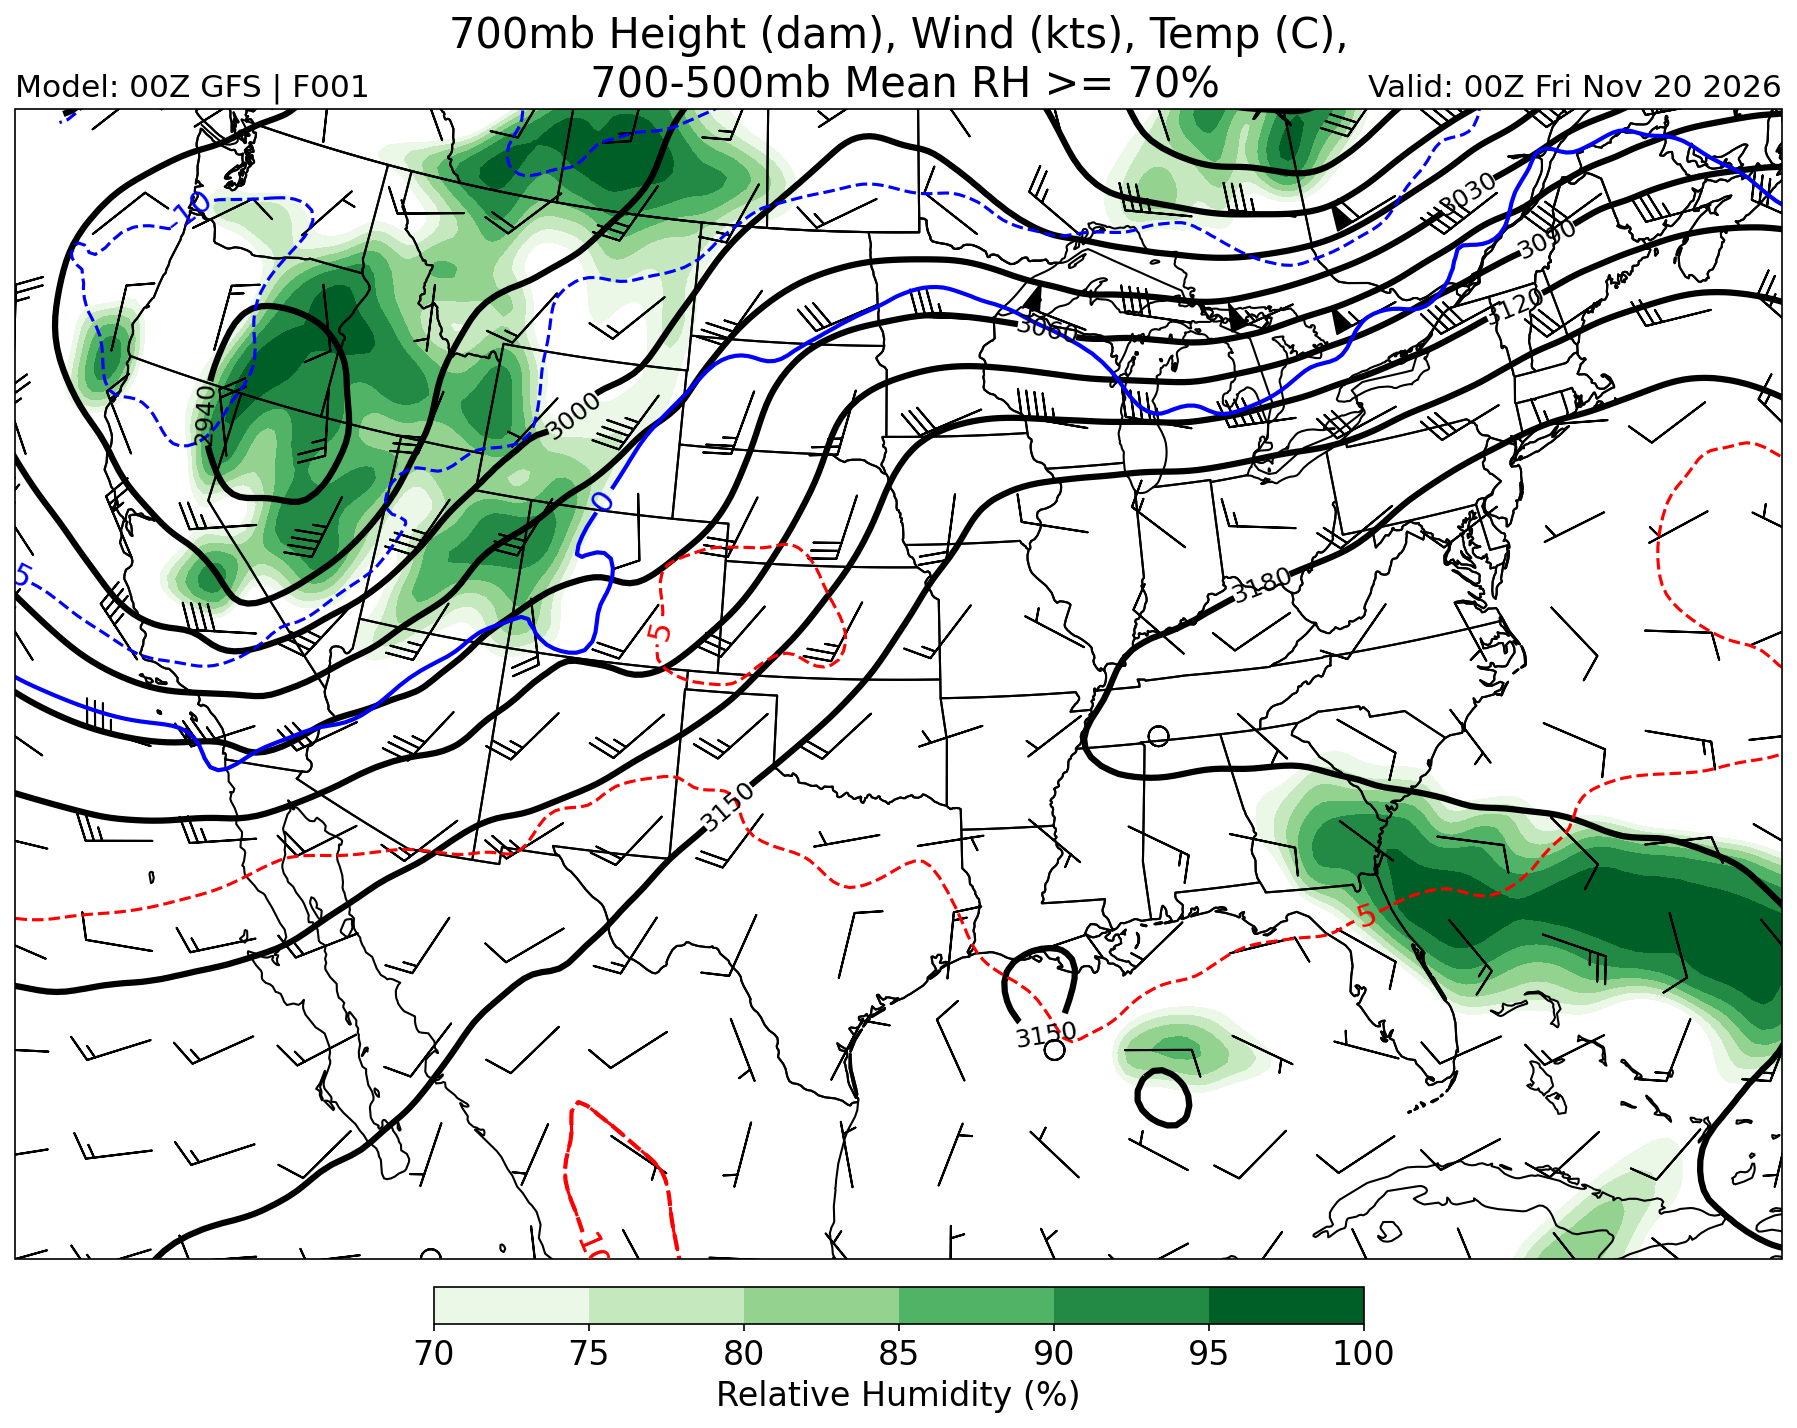 700mb Height (dam), Wind (kts), Temp (C),
700-500mb Mean RH >= 70%
Model: 00Z GFS | F001
Valid: 00Z Fri Nov 20 2026
-10
3030
3090
3120
3060
2940
3000
0
5
5
3180
3150
5
3150
10
70 75 80 85 90 95 100
Relative Humidity (%)